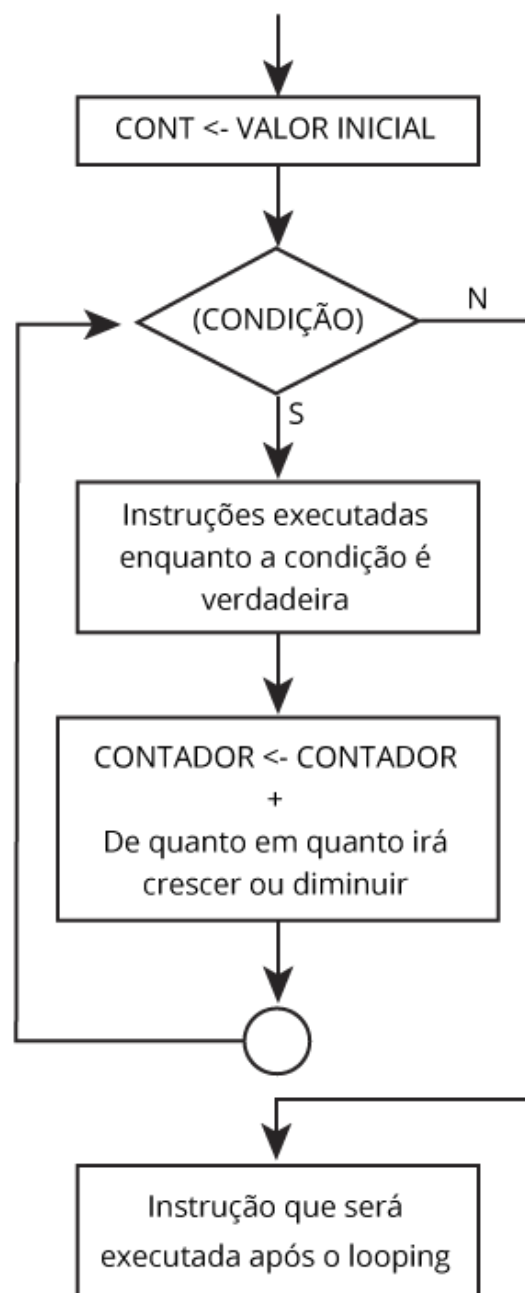 CONT <- VALOR INICIAL
(CONDIÇÃO)
N
S
Instruções executadas
enquanto a condição é
verdadeira
CONTADOR <- CONTADOR
+
De quanto em quanto irá
crescer ou diminuir
Instrução que será
executada após o looping